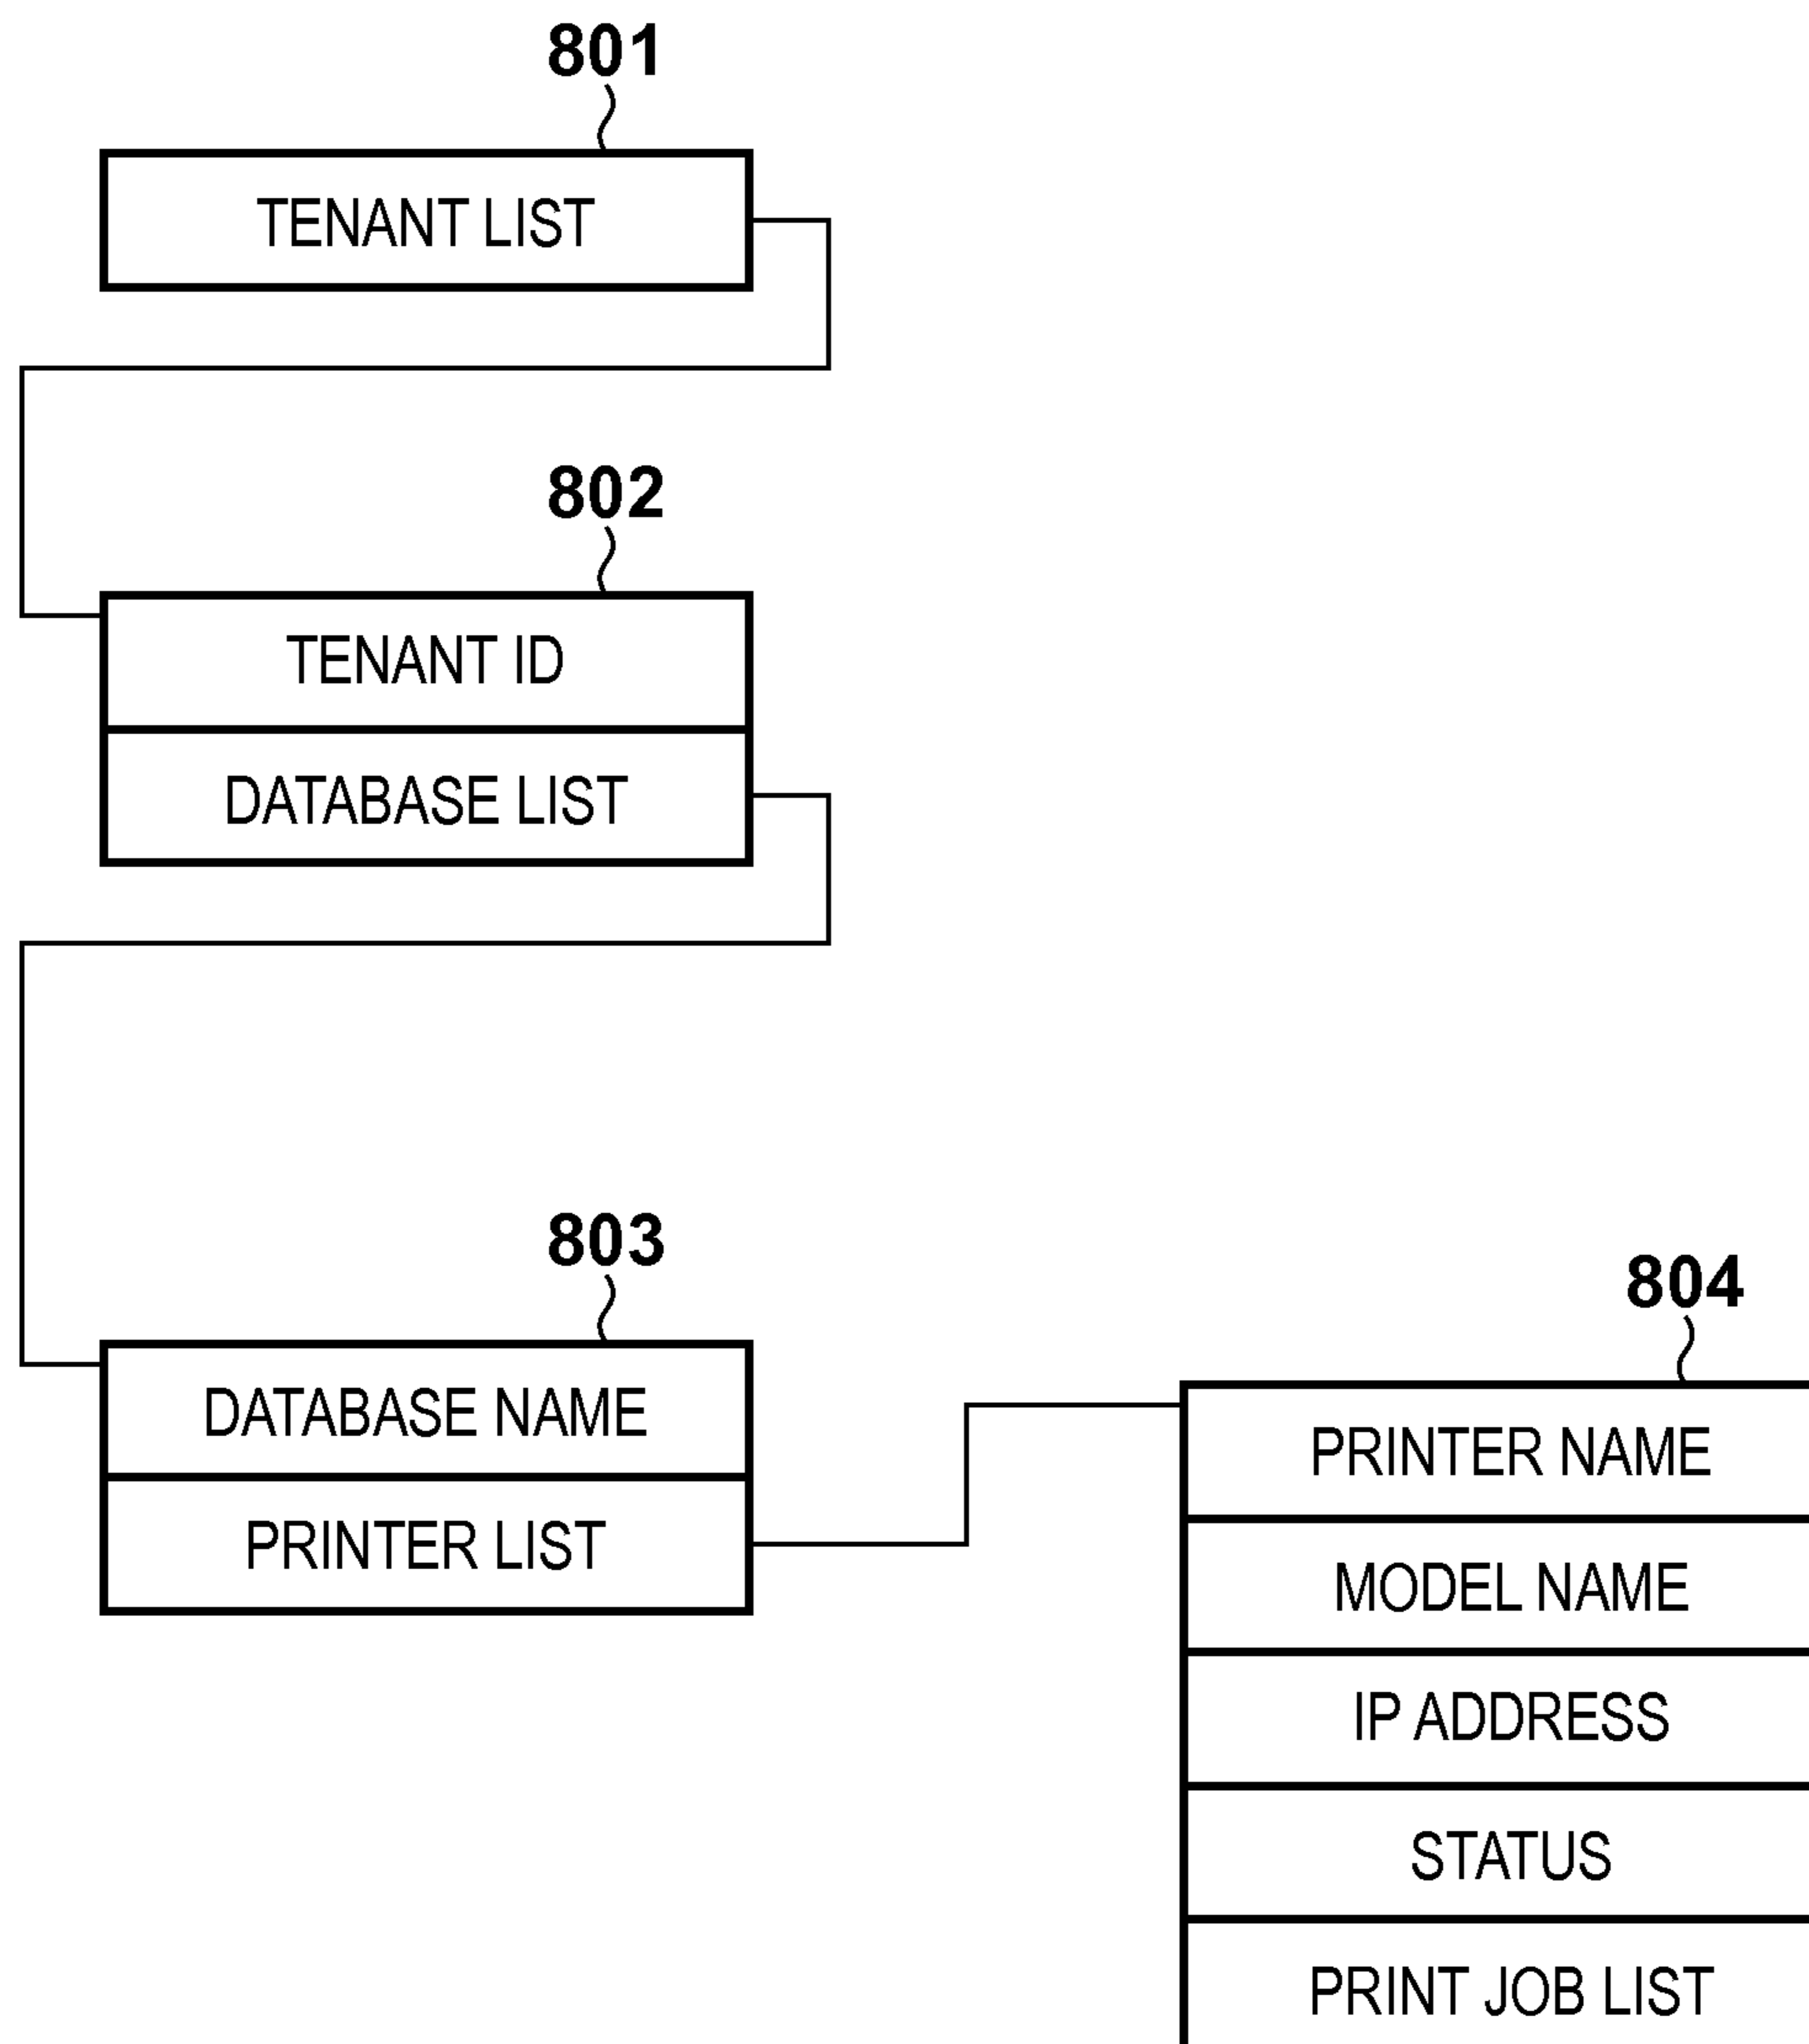 801
TENANT LIST
802
TENANT ID
DATABASE LIST
803
DATABASE NAME
PRINTER LIST
804
PRINTER NAME
MODEL NAME
IP ADDRESS
STATUS
PRINT JOB LIST